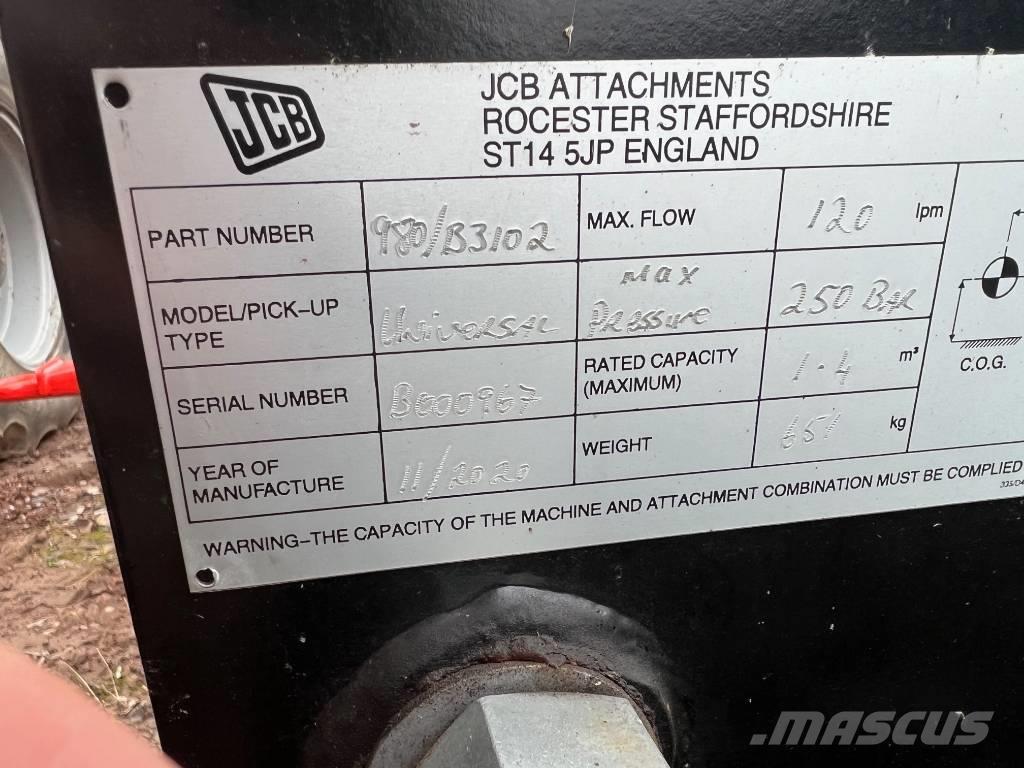 JCB
JCB ATTACHMENTS
ROCESTER STAFFORDSHIRE
ST14 5JP ENGLAND
PART NUMBER 980/B3102 MAX. FLOW 120 lpm
MODEL/PICK-UP TYPE Universal Max Pressure 250 Bar
SERIAL NUMBER RATED CAPACITY (MAXIMUM) 1.4 m³
YEAR OF MANUFACTURE 11/2020 WEIGHT kg
C.O.G.
WARNING-THE CAPACITY OF THE MACHINE AND ATTACHMENT COMBINATION MUST BE COMPLIED
MASCUS